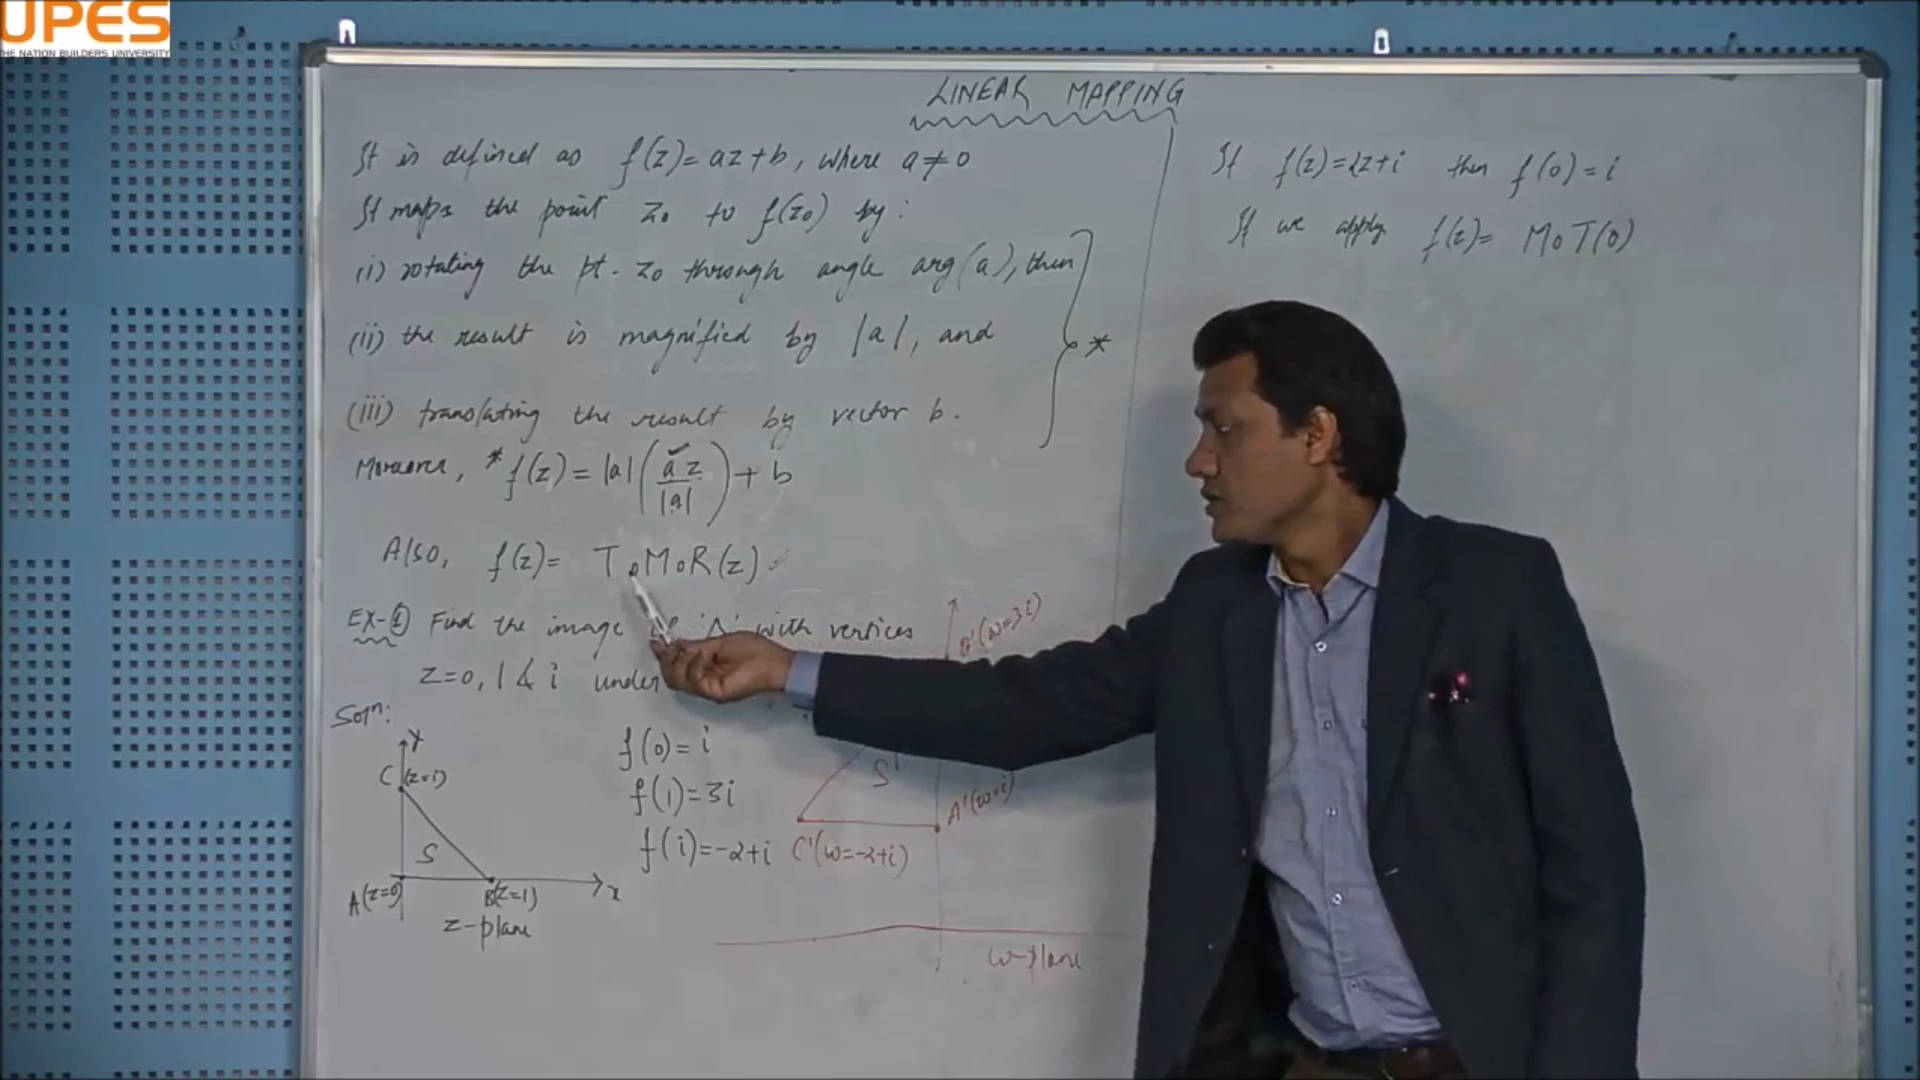 UPES
THE NATION BUILDERS UNIVERSITY
LINEAR MAPPING
It is defined as f(z)=az+b, where a≠0
It maps the point z₀ to f(z₀) by:
(i) rotating the pt. z₀ through angle arg(a), then
(ii) the result is magnified by |a|, and
(iii) translating the result by vector b.
*
Moreover, * f(z) = |a| (az/|a|) + b
Also, f(z) = ToMoR(z)
EX-1 Find the image 'Δ' with vertices
z=0, 1 & i under
Solⁿ:
y
C (z=i)
S
A(z=0)
B(z=1)
x
z-plane
f(0)=i
f(1)=3i
f(i)=-2+i
B'(w=3i)
S'
A'(w=i)
C'(w=-2+i)
w-plane
If f(z)=2z+i then f(0)=i
If we apply f(z)= MoT(0)